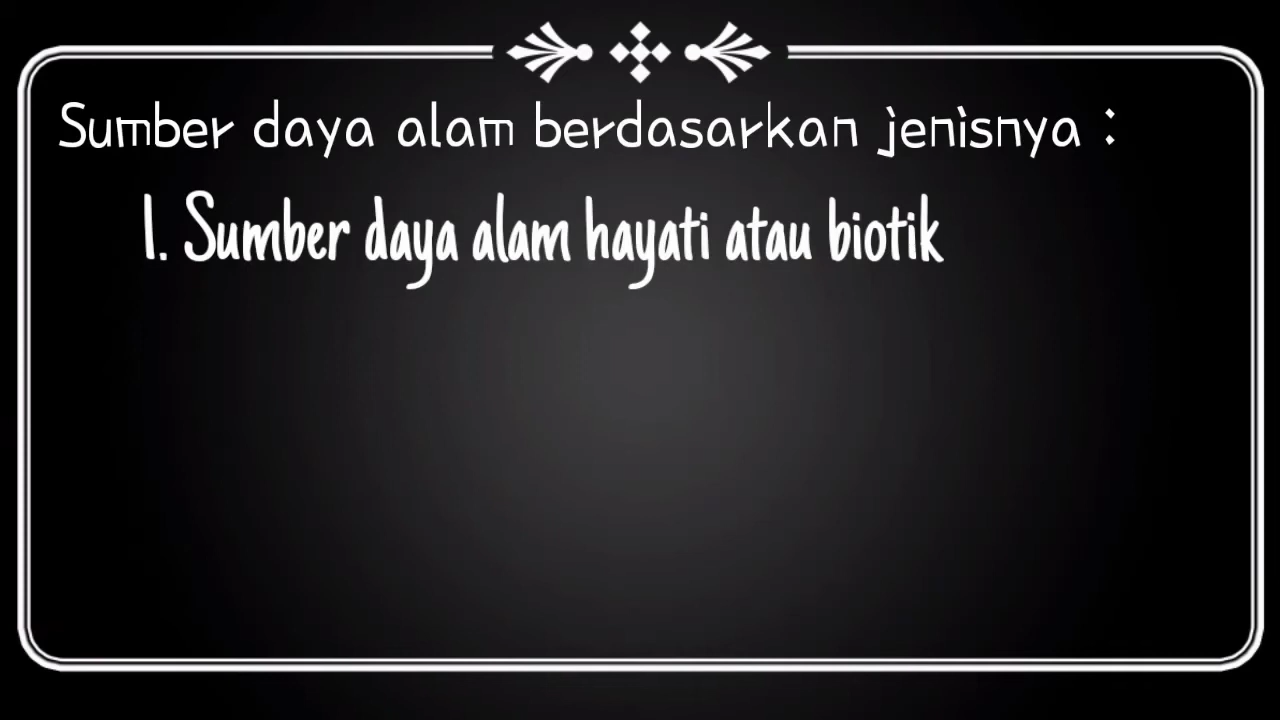 Sumber daya alam berdasarkan jenisnya :
1. Sumber daya alam hayati atau biotik